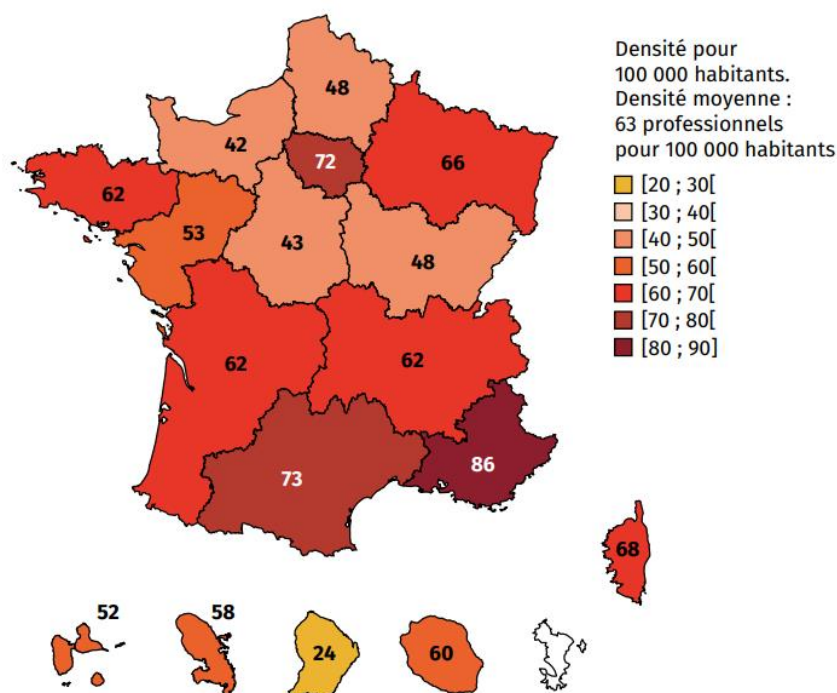 Densité pour
100 000 habitants.
Densité moyenne :
63 professionnels
pour 100 000 habitants
[20 ; 30[
[30 ; 40[
[40 ; 50[
[50 ; 60[
[60 ; 70[
[70 ; 80[
[80 ; 90]
48
42
72
66
62
53
43
48
62
62
73
86
68
52
58
24
60